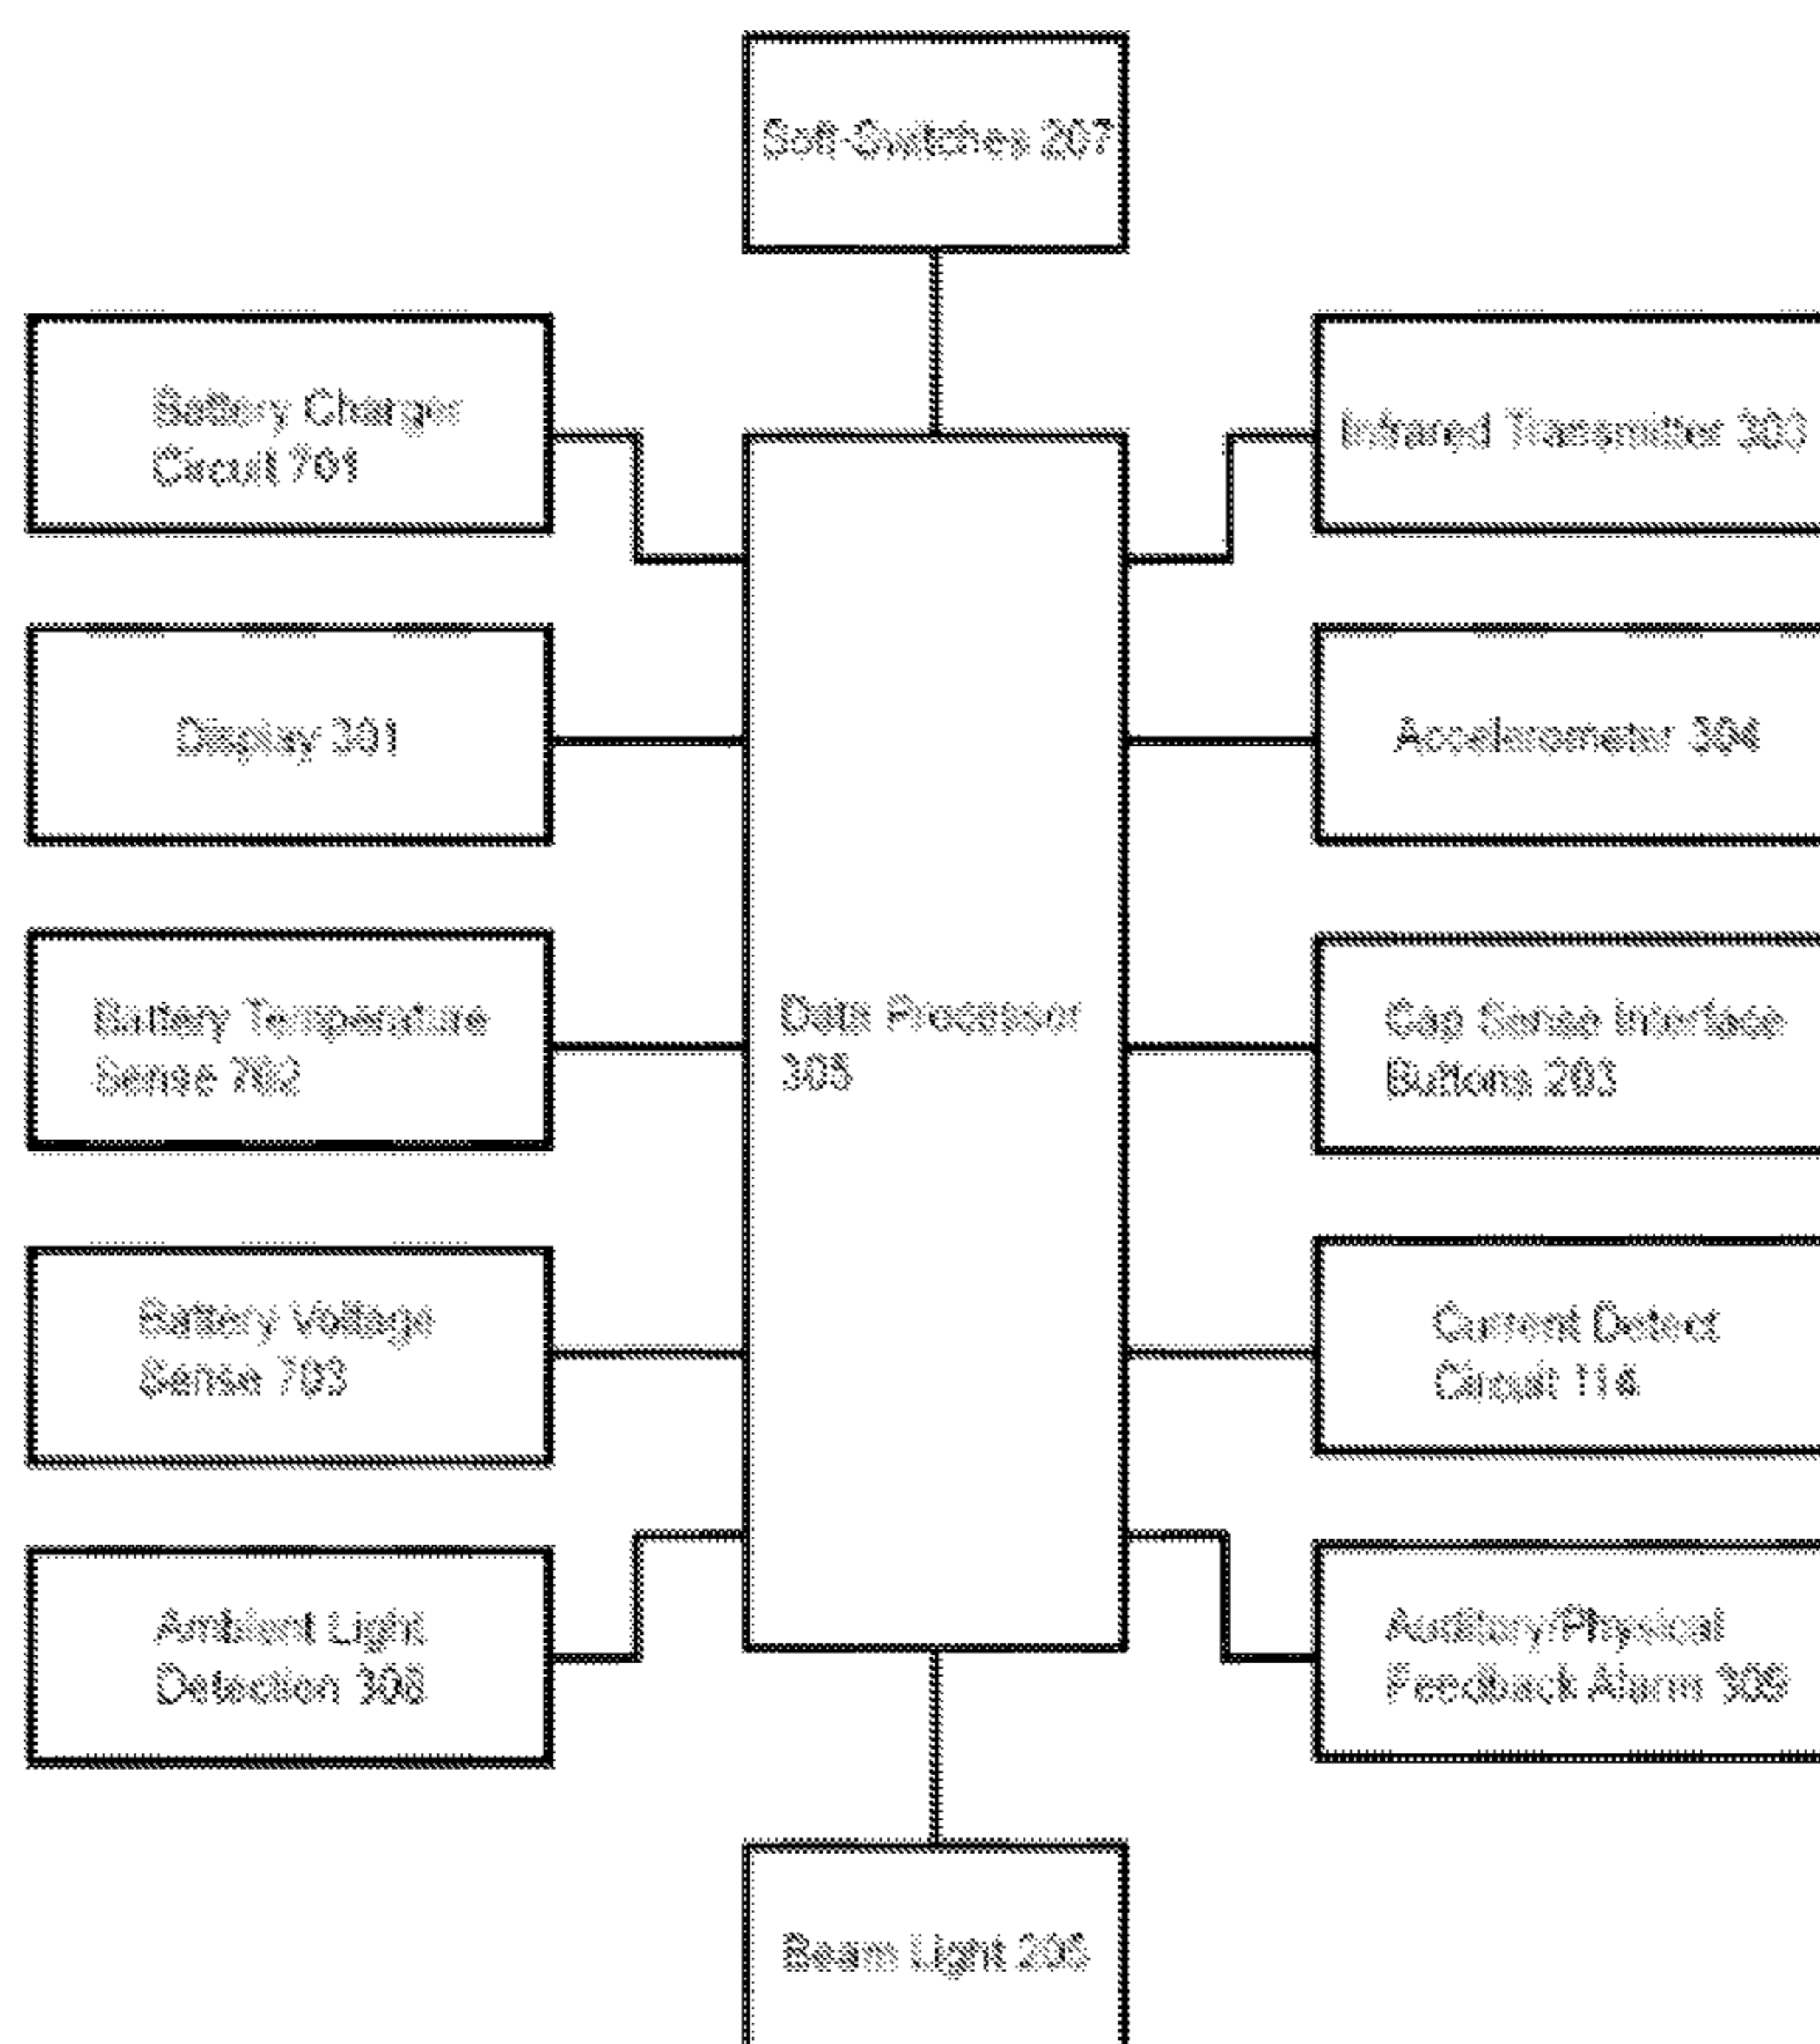 Soft-Switches 207
Battery Charger
Circuit 701
Infrared Transmitter 303
Display 301
Accelerometer 304
Battery Temperature
Sense 702
Data Processor
305
Cap Sense Interface
Buttons 203
Battery Voltage
Sense 703
Current Detect
Circuit 114
Ambient Light
Detection 308
Auditory/Physical
Feedback Alarm 309
Beam Light 205